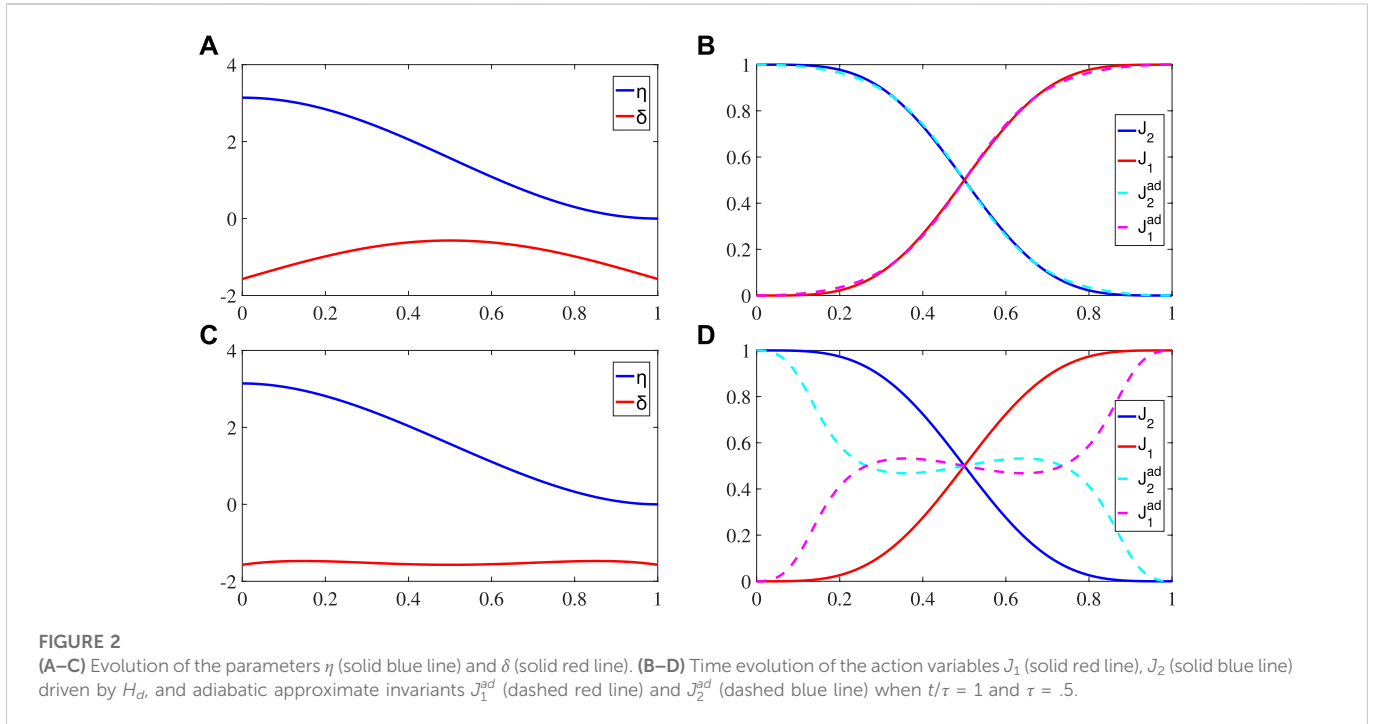 A
4
2
0
-2
0 0.2 0.4 0.6 0.8 1
η
δ
B
1
0.8
0.6
0.4
0.2
0
0 0.2 0.4 0.6 0.8 1
J₂
J₁
J₂ᵃᵈ
J₁ᵃᵈ
C
4
2
0
-2
0 0.2 0.4 0.6 0.8 1
η
δ
D
1
0.8
0.6
0.4
0.2
0
0 0.2 0.4 0.6 0.8 1
J₂
J₁
J₂ᵃᵈ
J₁ᵃᵈ
FIGURE 2
(A–C) Evolution of the parameters η (solid blue line) and δ (solid red line). (B–D) Time evolution of the action variables J₁ (solid red line), J₂ (solid blue line)
driven by H_d, and adiabatic approximate invariants J₁ᵃᵈ (dashed red line) and J₂ᵃᵈ (dashed blue line) when t/τ = 1 and τ = .5.